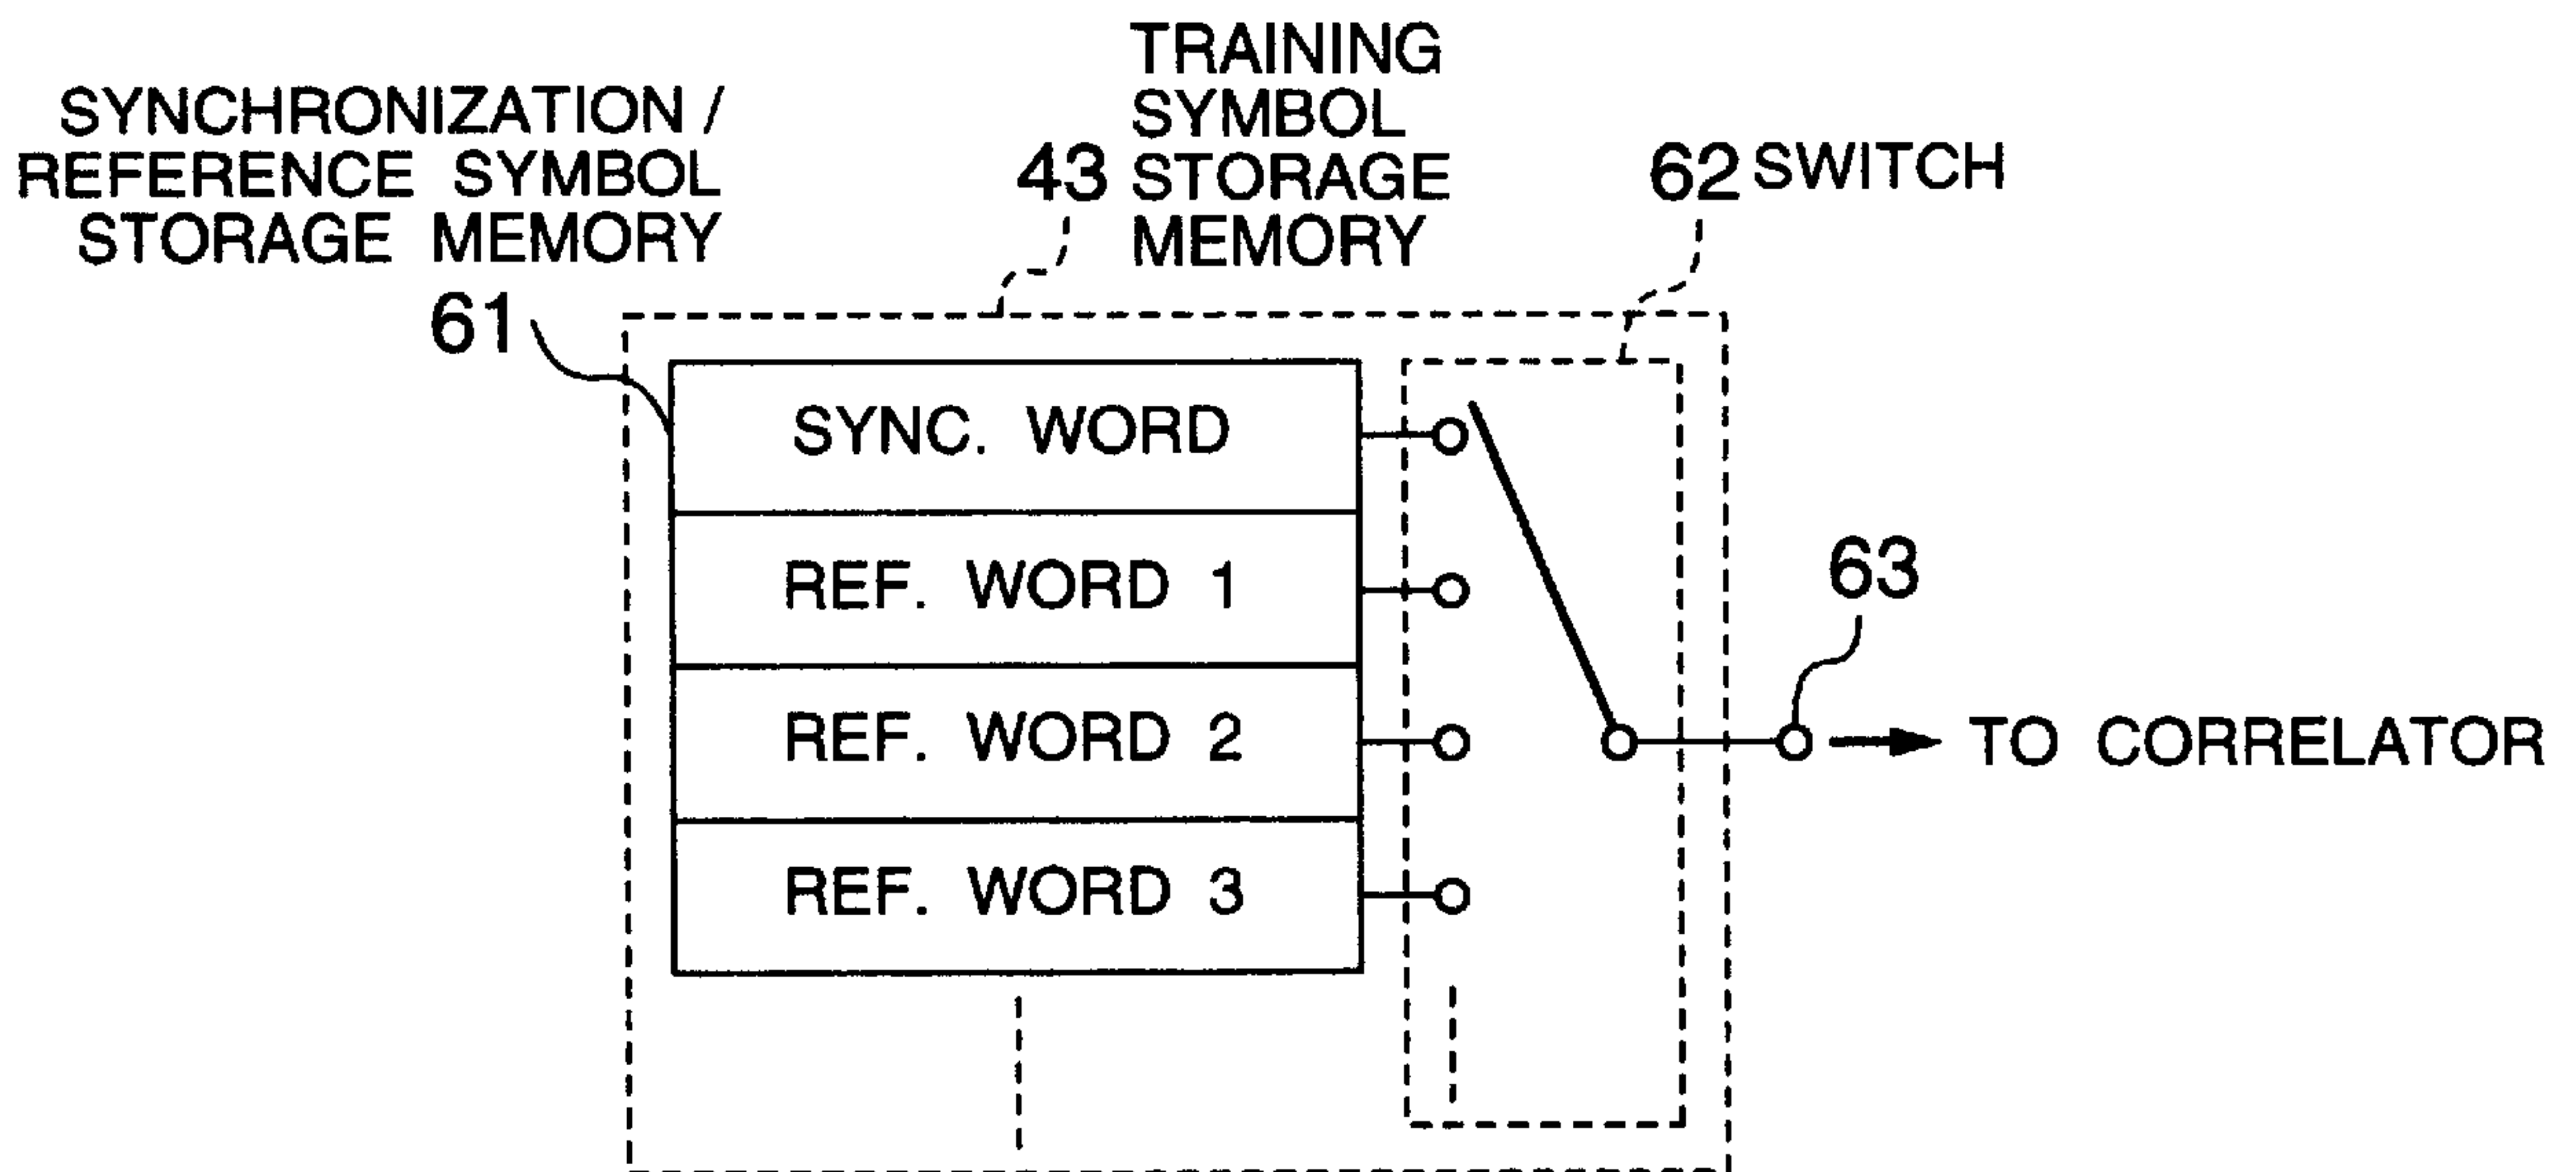 SYNCHRONIZATION /
REFERENCE SYMBOL
STORAGE MEMORY
61
43
TRAINING
SYMBOL
STORAGE
MEMORY
62 SWITCH
SYNC. WORD
REF. WORD 1
REF. WORD 2
REF. WORD 3
63
TO CORRELATOR